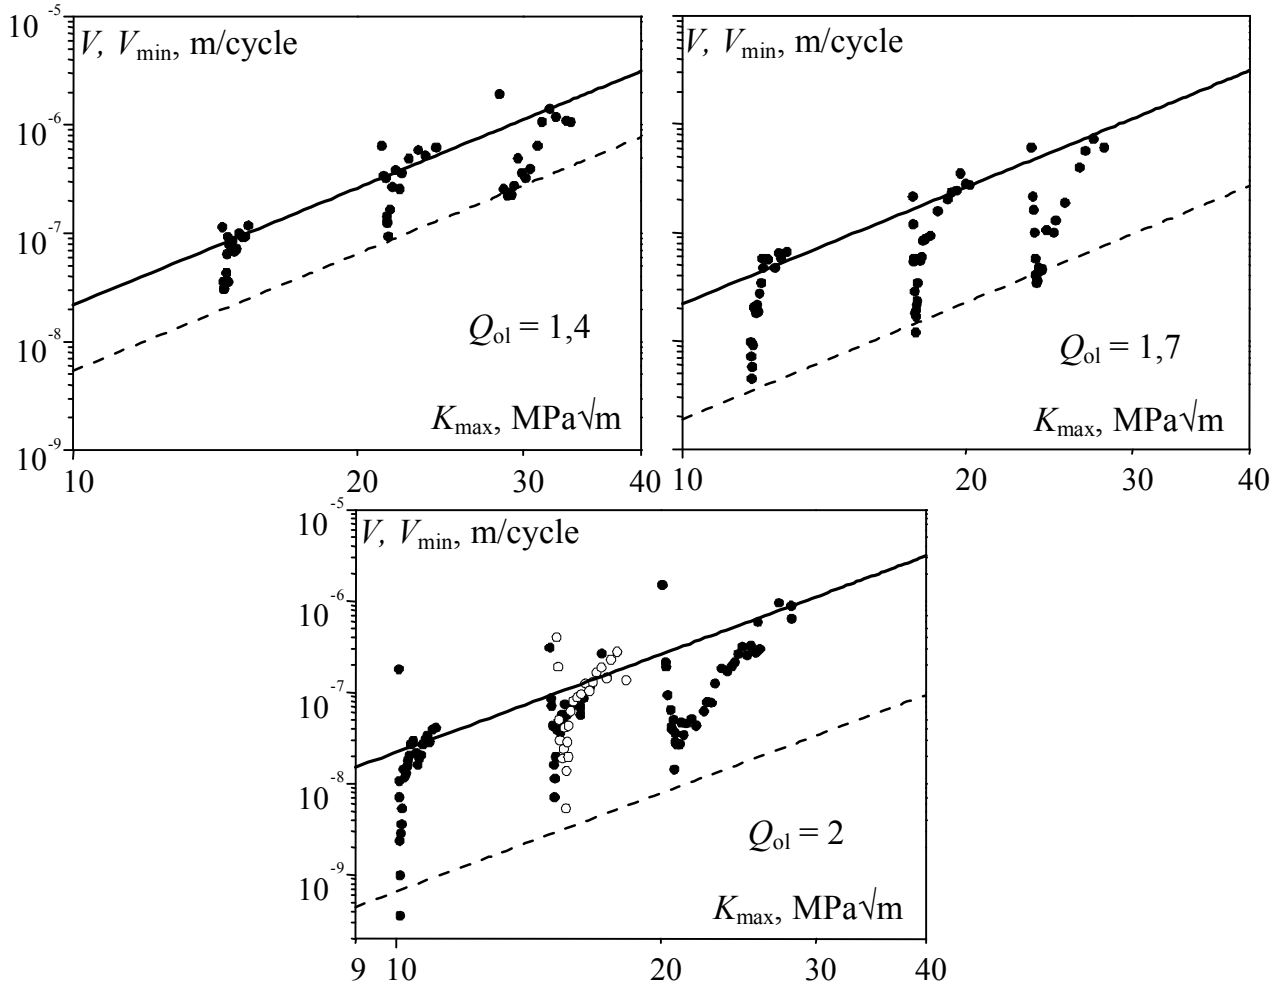 10⁻⁵
V, V_min, m/cycle
10⁻⁶
10⁻⁷
10⁻⁸
10⁻⁹
Q_ol = 1,4
K_max, MPa√m
10 20 30 40
V, V_min, m/cycle
Q_ol = 1,7
K_max, MPa√m
10 20 30 40
10⁻⁵
V, V_min, m/cycle
10⁻⁶
10⁻⁷
10⁻⁸
10⁻⁹
Q_ol = 2
K_max, MPa√m
9 10 20 30 40